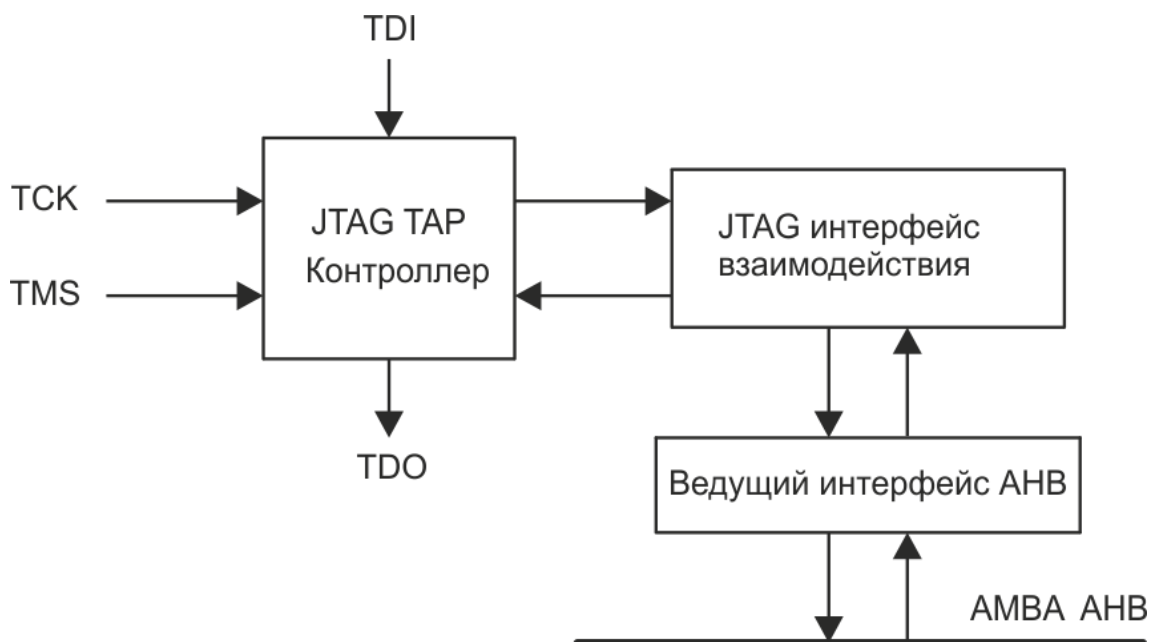 TDI
TCK
TMS
JTAG TAP
Контроллер
JTAG интерфейс
взаимодействия
TDO
Ведущий интерфейс AHB
AMBA AHB